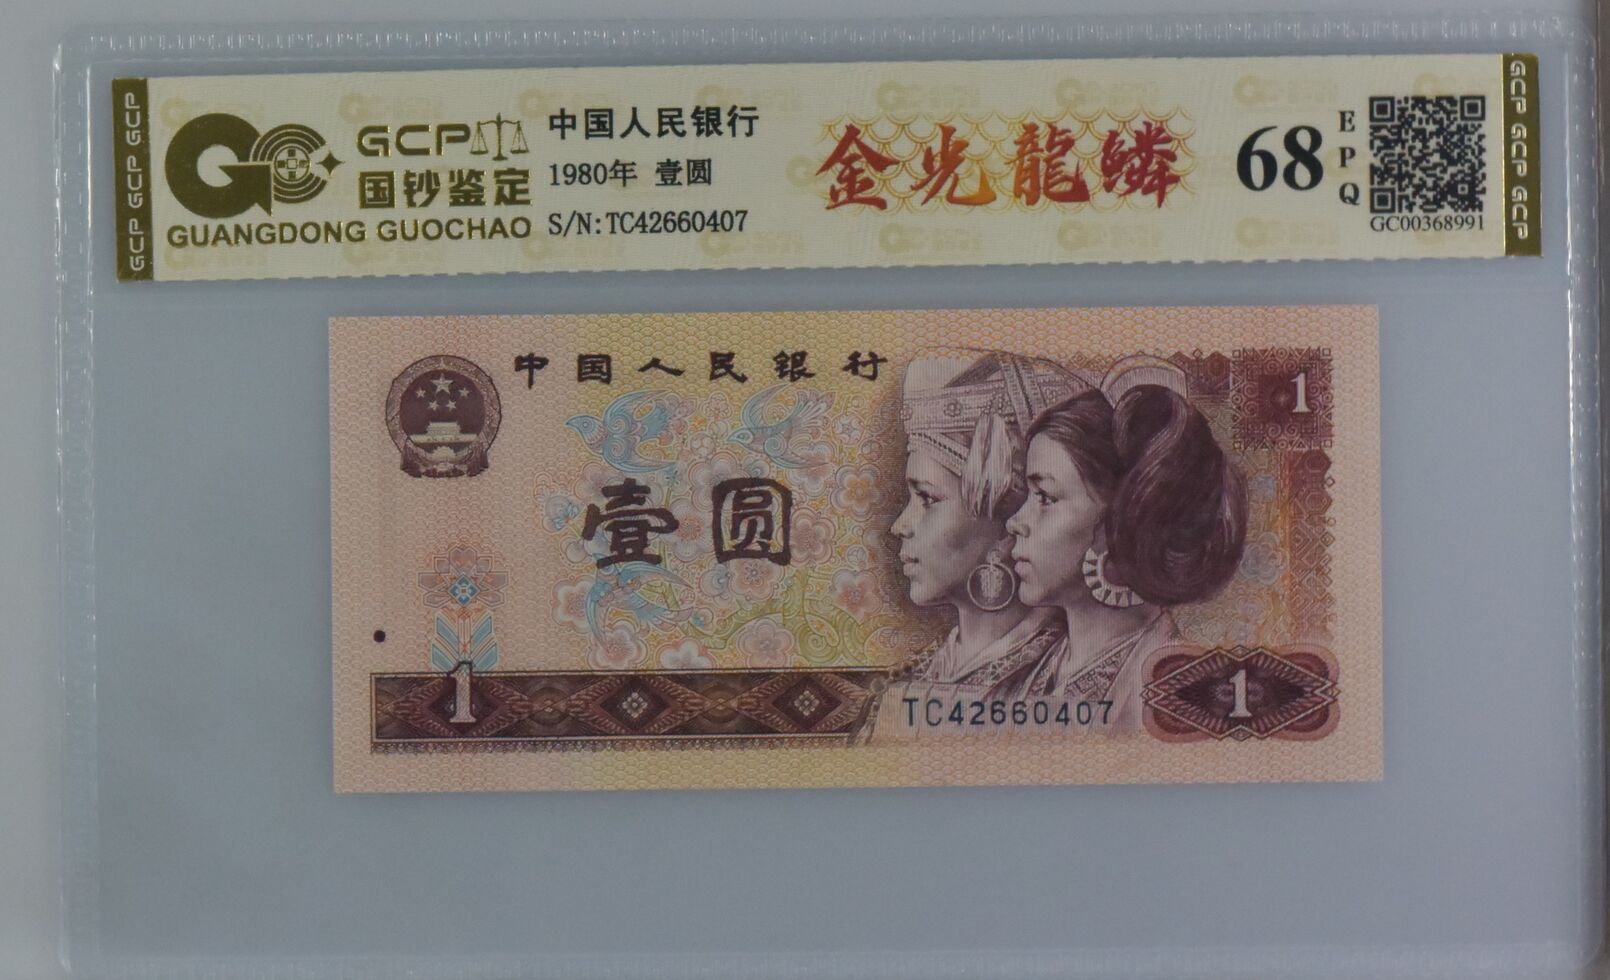 GCP GCP GCP
GCP
国钞鉴定
GUANGDONG GUOCHAO
中国人民银行
1980年 壹圆
S/N:TC42660407
金光龍鳞
68
EPQ
GC00368991
GCP GCP GCP
中国人民银行
1
壹圆
1
TC42660407
1